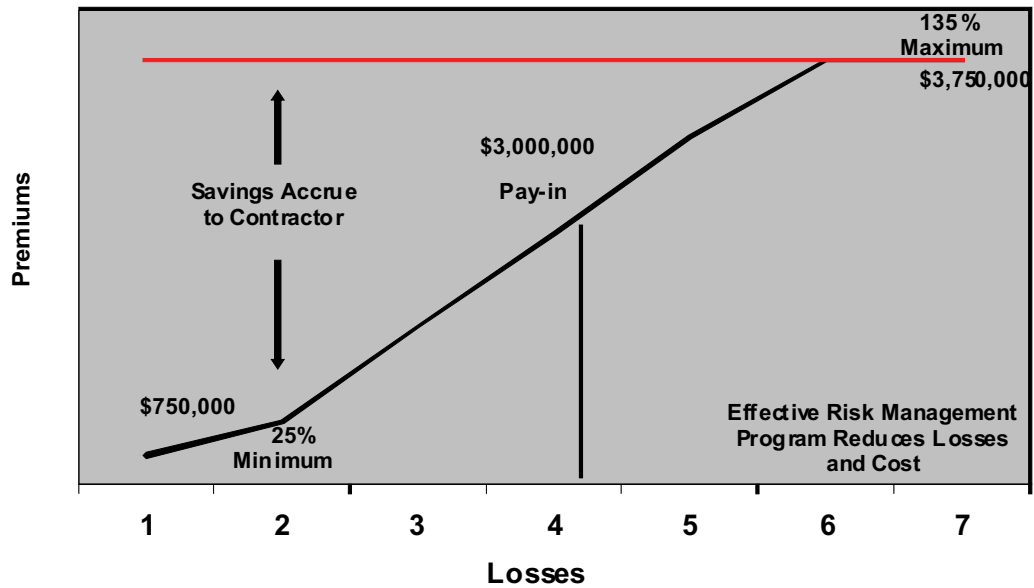 135%
Maximum
$3,750,000
$3,000,000
Pay-in
Savings Accrue
to Contractor
Premiums
$750,000
25%
Minimum
Effective Risk Management
Program Reduces Losses
and Cost
1 2 3 4 5 6 7
Losses